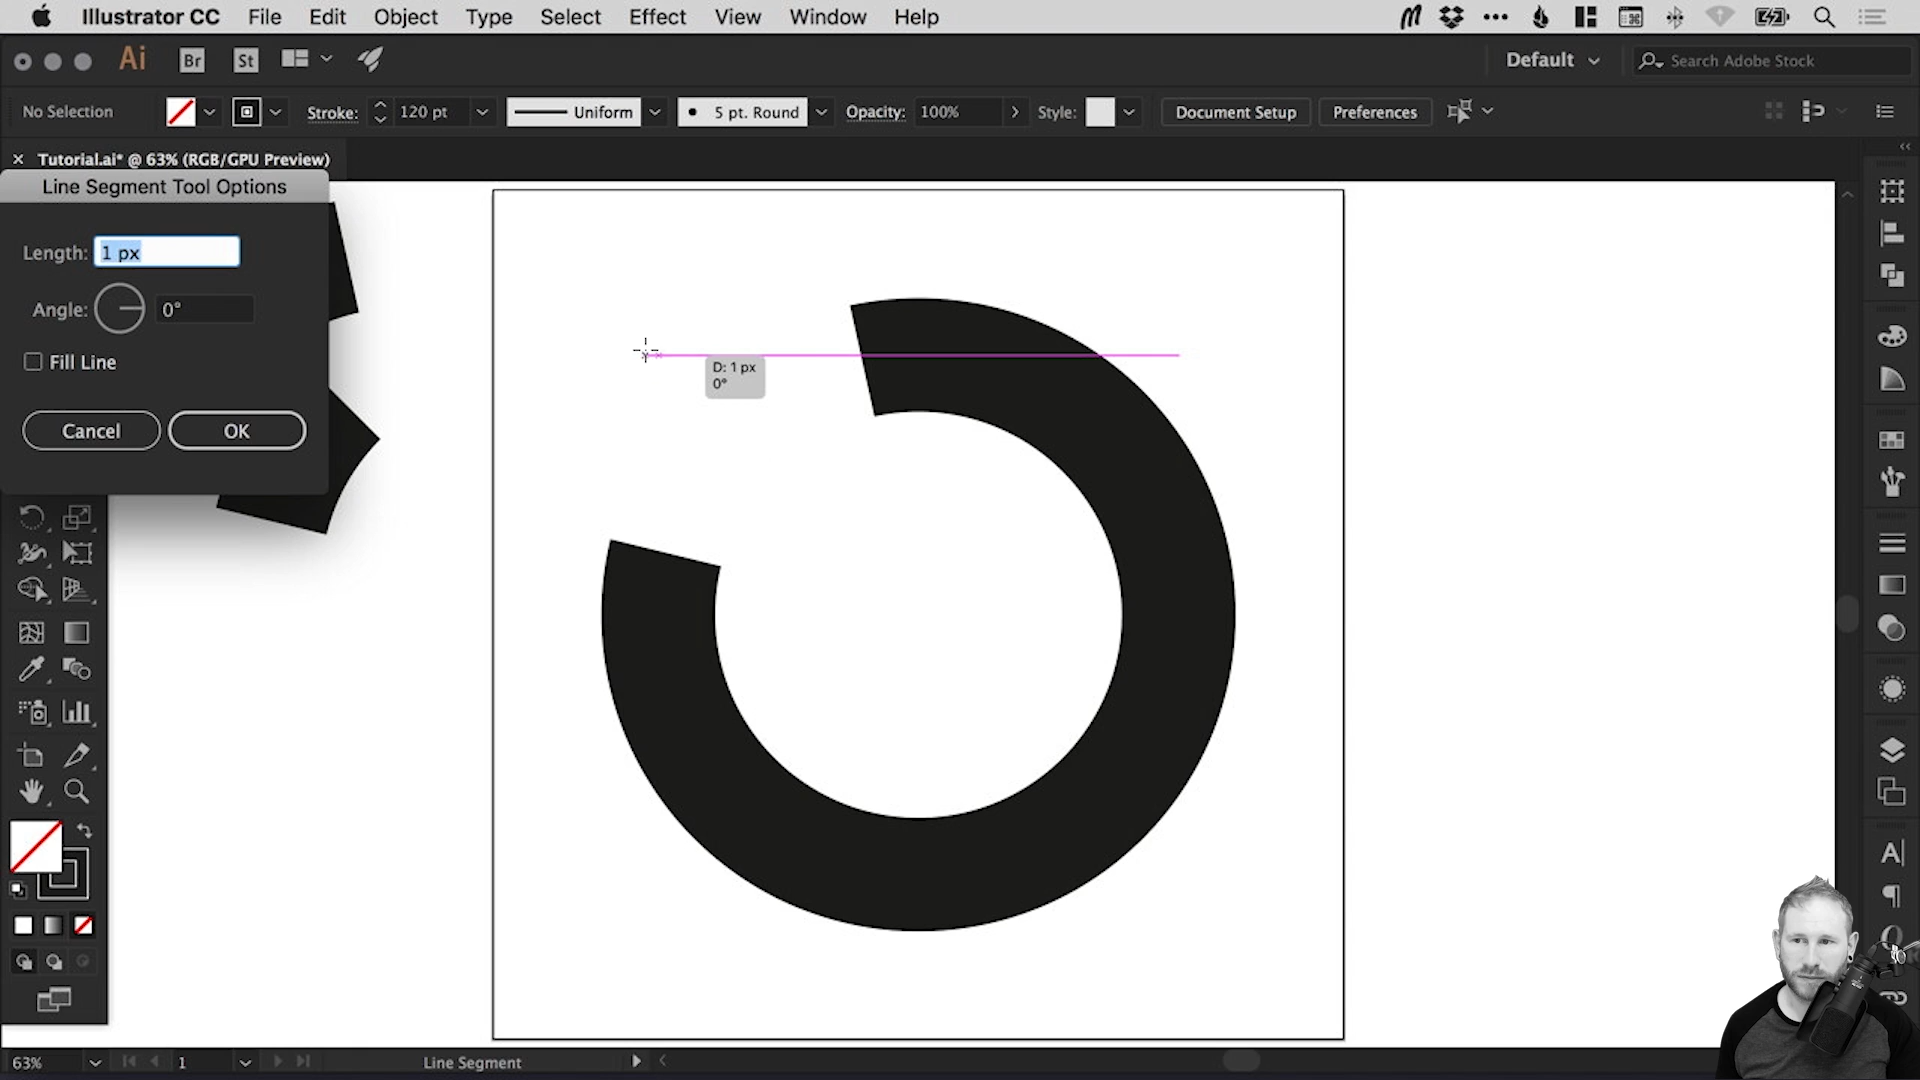 Illustrator CC File Edit Object Type Select Effect View Window Help
Ai Br St Default Search Adobe Stock
No Selection Stroke: 120 pt Uniform 5 pt. Round Opacity: 100% Style: Document Setup Preferences
× Tutorial.ai* @ 63% (RGB/GPU Preview)
Line Segment Tool Options
Length: 1 px
Angle: 0°
Fill Line
Cancel OK
D: 1 px
0°
63% 1 Line Segment